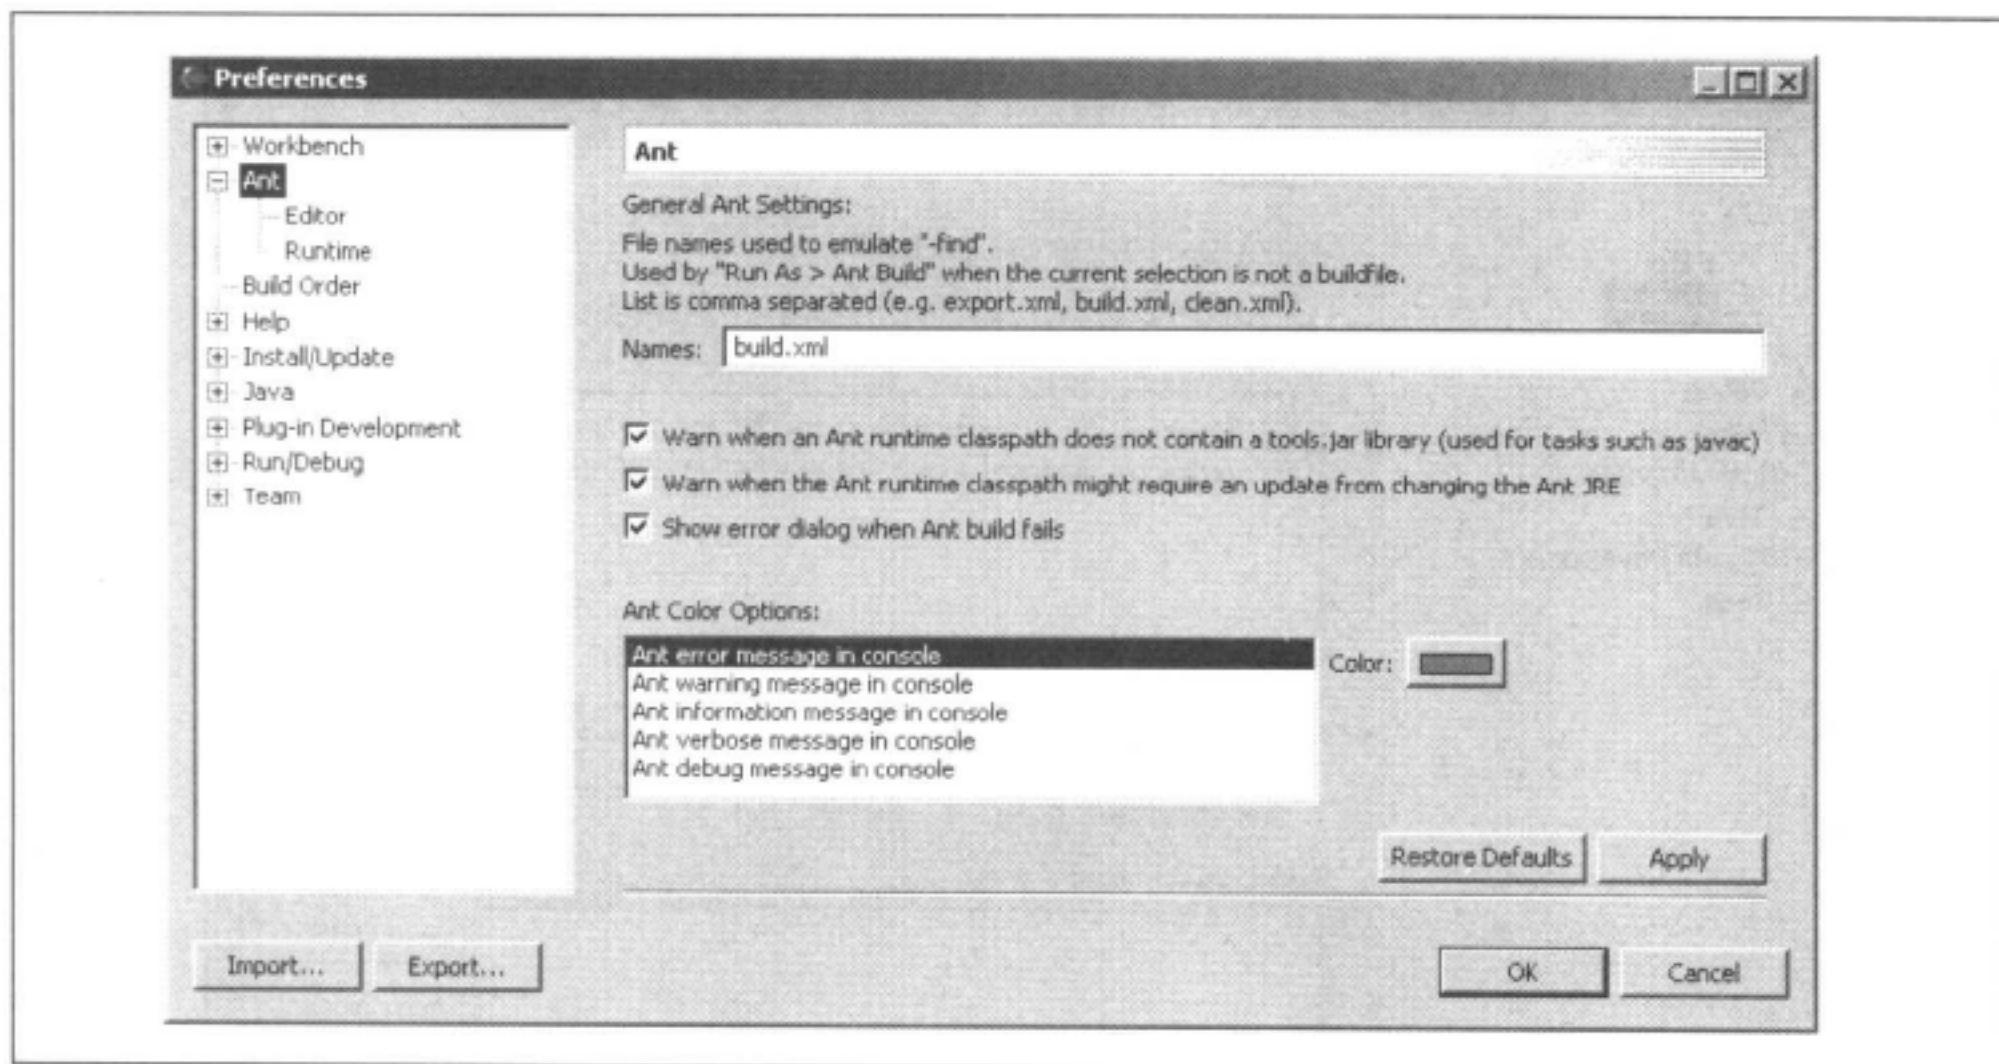 Preferences
Workbench
Ant
Editor
Runtime
Build Order
Help
Install/Update
Java
Plug-in Development
Run/Debug
Team
Import...
Export...
Ant
General Ant Settings:
File names used to emulate "-find".
Used by "Run As > Ant Build" when the current selection is not a buildfile.
List is comma separated (e.g. export.xml, build.xml, clean.xml).
Names: build.xml
Warn when an Ant runtime classpath does not contain a tools.jar library (used for tasks such as javac)
Warn when the Ant runtime classpath might require an update from changing the Ant JRE
Show error dialog when Ant build fails
Ant Color Options:
Ant error message in console
Ant warning message in console
Ant information message in console
Ant verbose message in console
Ant debug message in console
Color:
Restore Defaults
Apply
OK
Cancel